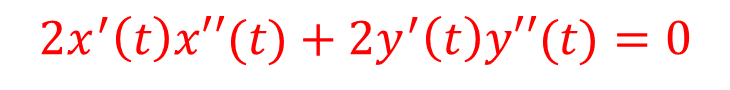 2x′(t)x″(t) + 2y′(t)y″(t) = 0